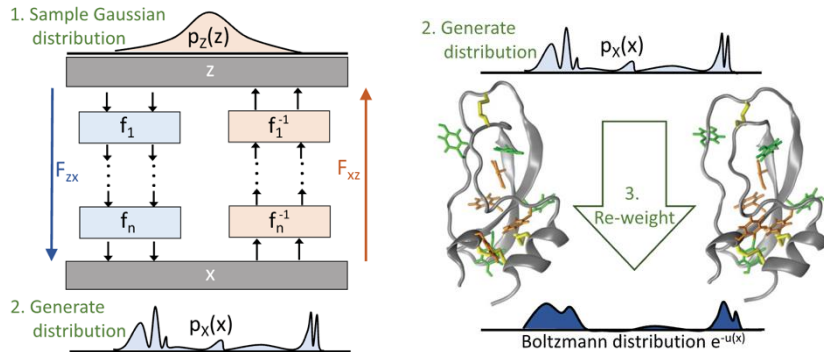 1. Sample Gaussian
distribution
p_Z(z)
z
f_1
f_1^-1
F_zx
F_xz
f_n
f_n^-1
x
2. Generate
distribution
p_X(x)
2. Generate
distribution
p_X(x)
3.
Re-weight
Boltzmann distribution e^-u(x)